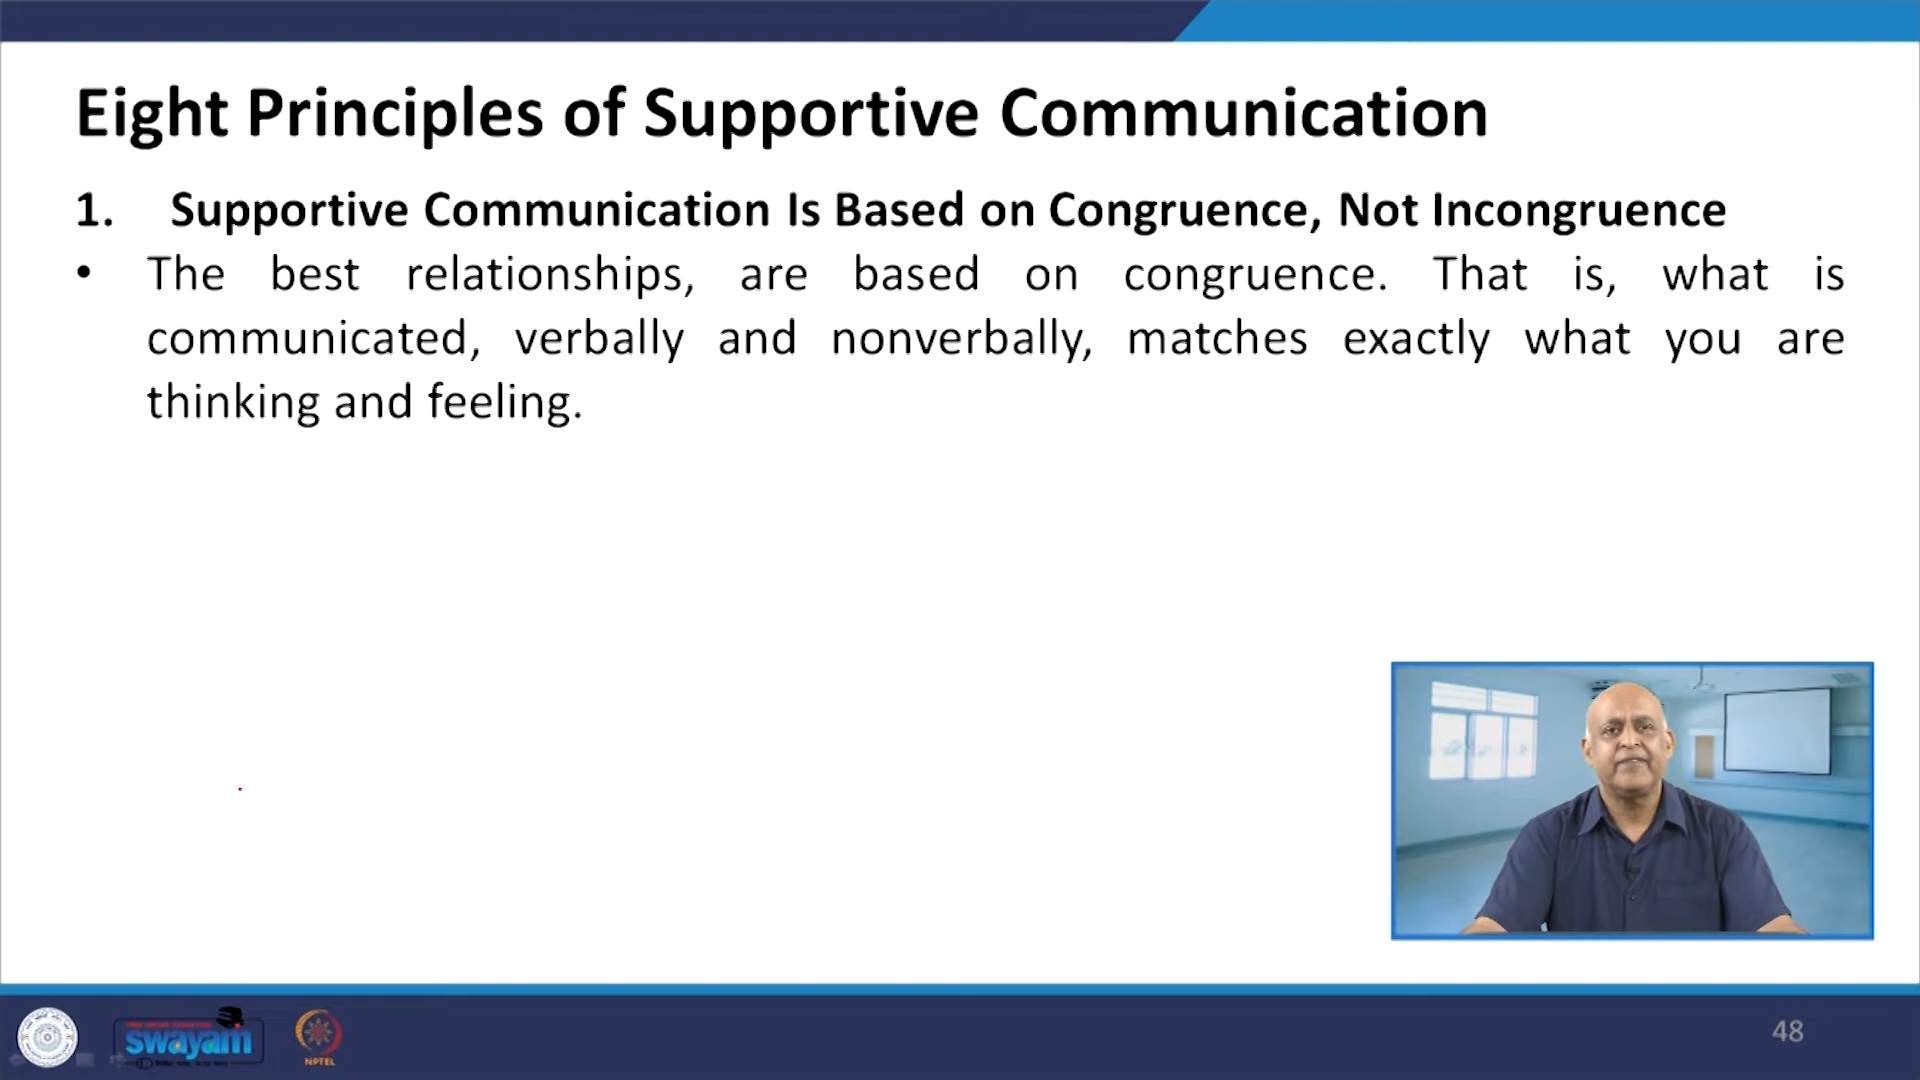 Eight Principles of Supportive Communication
1. Supportive Communication Is Based on Congruence, Not Incongruence
• The best relationships, are based on congruence. That is, what is
communicated, verbally and nonverbally, matches exactly what you are
thinking and feeling.
swayam
NPTEL
48